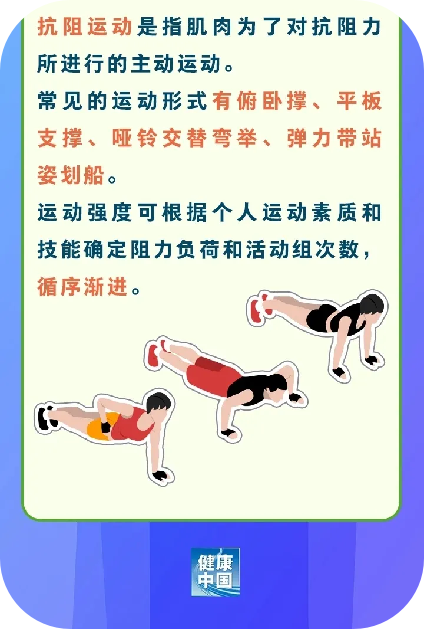 抗阻运动是指肌肉为了对抗阻力
所进行的主动运动。
常见的运动形式有俯卧撑、平板
支撑、哑铃交替弯举、弹力带站
姿划船。
运动强度可根据个人运动素质和
技能确定阻力负荷和活动组次数，
循序渐进。
健康
中国